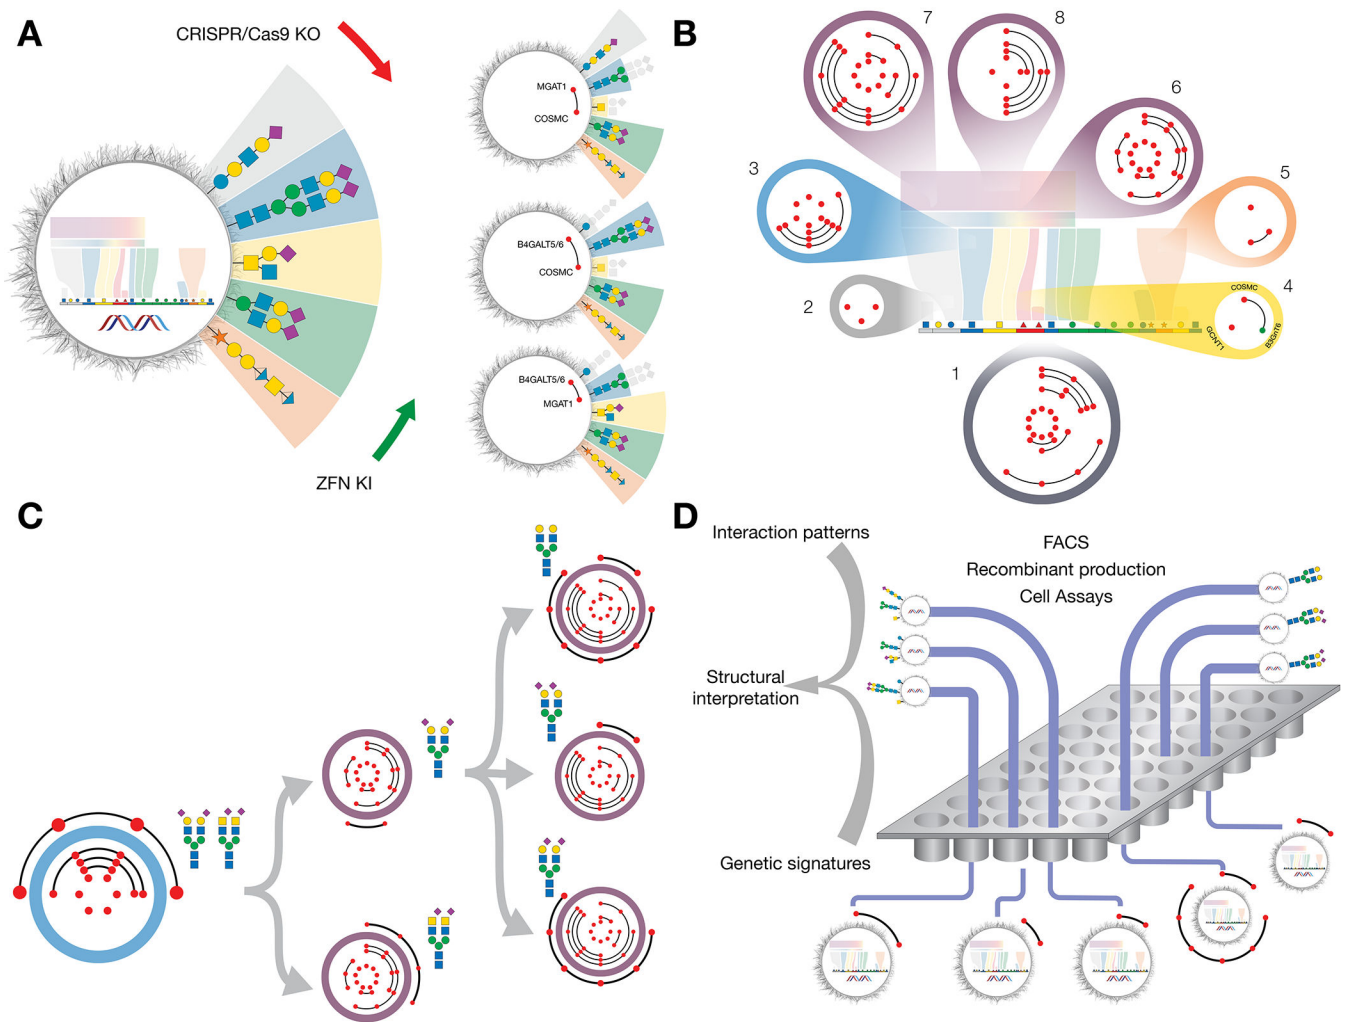 A
CRISPR/Cas9 KO
ZFN KI
MGAT1
COSMC
B4GALT5/6
COSMC
B4GALT5/6
MGAT1
B
7
8
6
3
5
2
4
COSMC
GCNT1
B3GnT6
1
C
D
Interaction patterns
Structural
interpretation
Genetic signatures
FACS
Recombinant production
Cell Assays